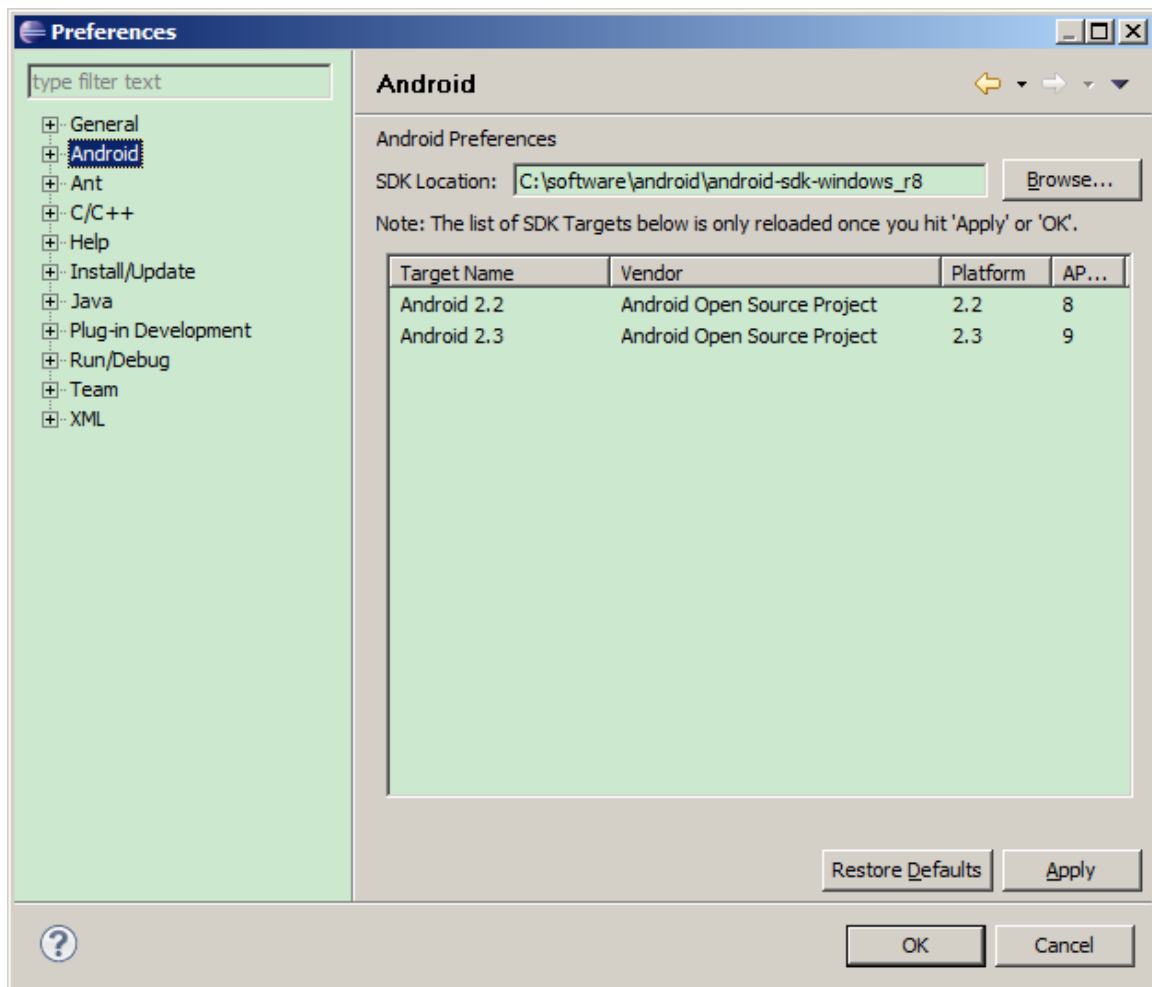 Preferences
type filter text
General
Android
Ant
C/C++
Help
Install/Update
Java
Plug-in Development
Run/Debug
Team
XML
Android
Android Preferences
SDK Location: C:\software\android\android-sdk-windows_r8 Browse...
Note: The list of SDK Targets below is only reloaded once you hit 'Apply' or 'OK'.
Target Name Vendor Platform AP...
Android 2.2 Android Open Source Project 2.2 8
Android 2.3 Android Open Source Project 2.3 9
Restore Defaults Apply
? OK Cancel